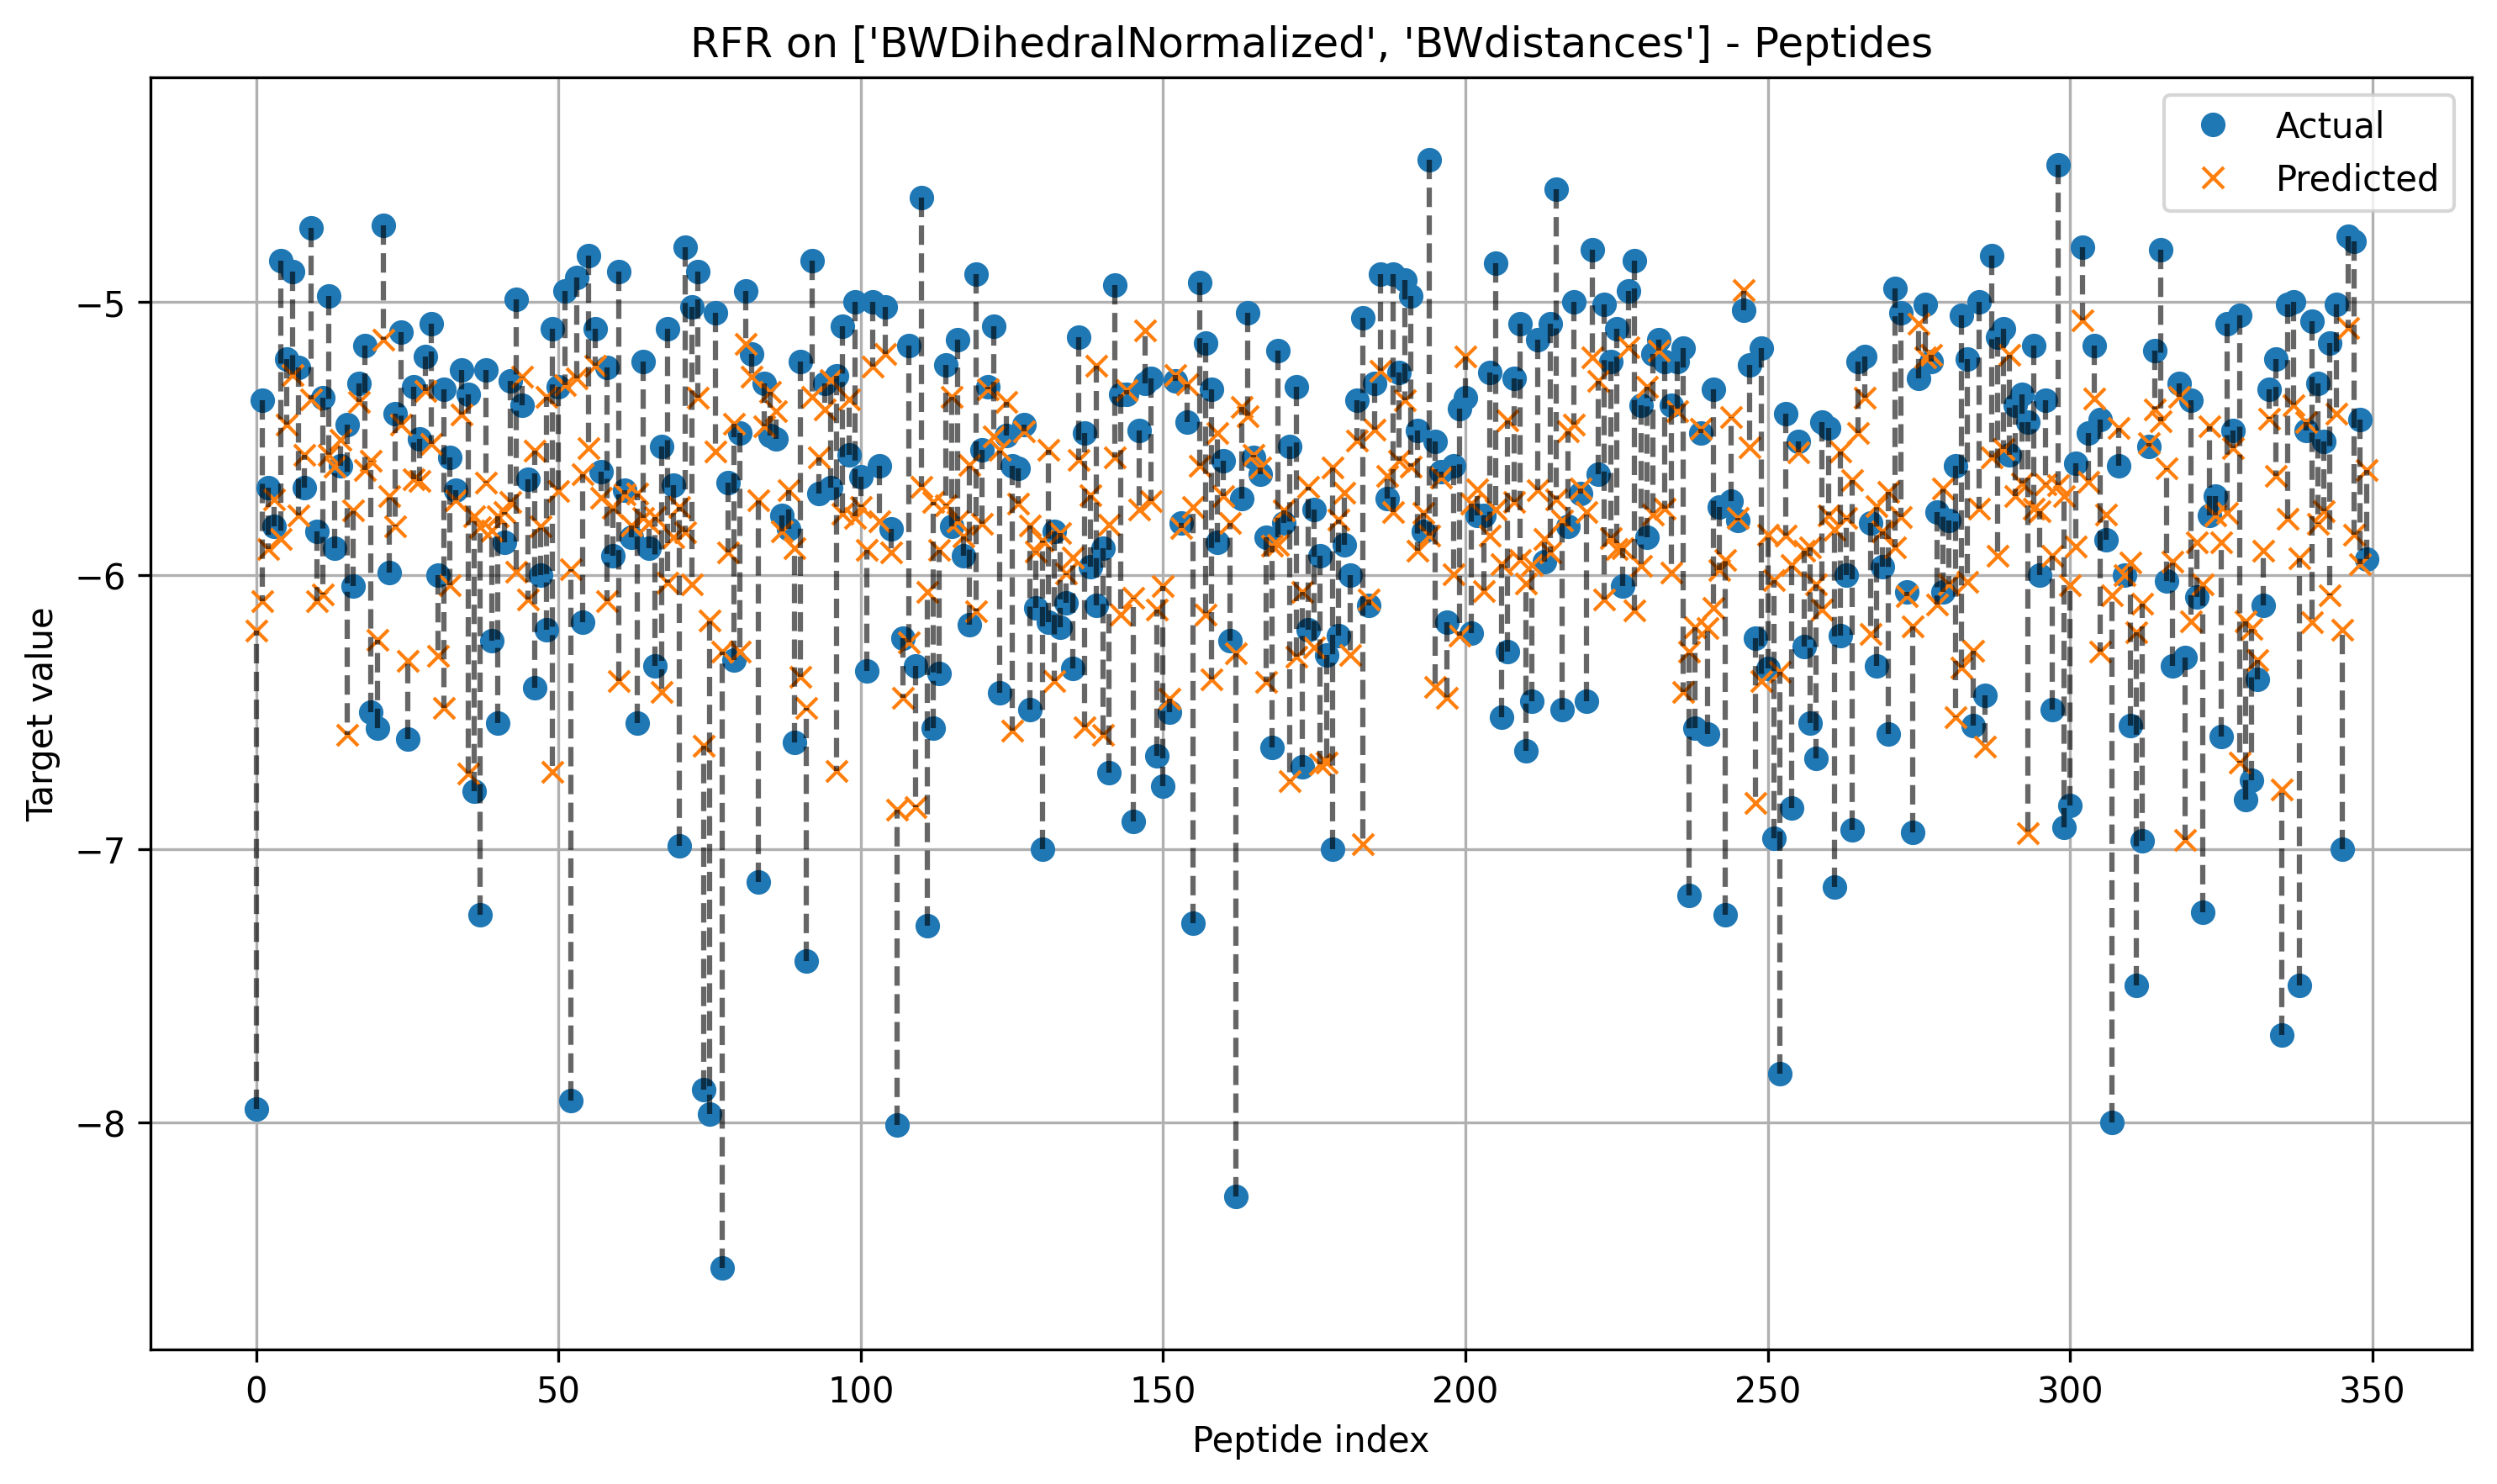 RFR on ['BWDihedralNormalized', 'BWdistances'] - Peptides
Actual
Predicted
Target value
−5
−6
−7
−8
0 50 100 150 200 250 300 350
Peptide index